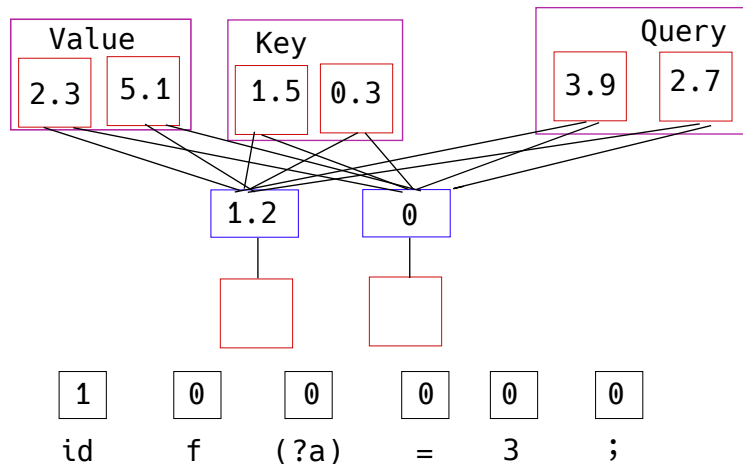 Value Key Query
2.3 5.1 1.5 0.3 3.9 2.7
1.2 0
1 0 0 0 0 0
id f (?a) = 3 ;